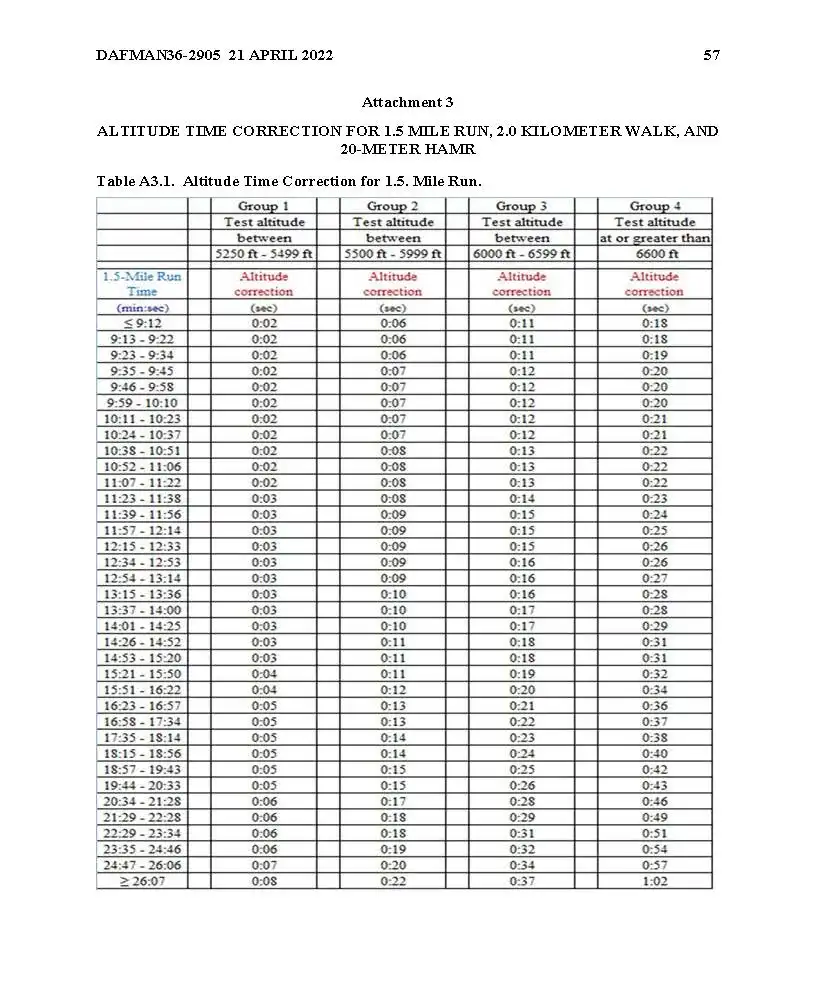 DAFMAN36-2905 21 APRIL 2022 57
Attachment 3
ALTITUDE TIME CORRECTION FOR 1.5 MILE RUN, 2.0 KILOMETER WALK, AND
20-METER HAMR
Table A3.1. Altitude Time Correction for 1.5. Mile Run.
Group 1 Group 2 Group 3 Group 4
Test altitude Test altitude Test altitude Test altitude
between between between at or greater than
5250 ft - 5499 ft 5500 ft - 5999 ft 6000 ft - 6599 ft 6600 ft
1.5-Mile Run Altitude Altitude Altitude Altitude
Time correction correction correction correction
(min:sec) (sec) (sec) (sec) (sec)
≤ 9:12 0:02 0:06 0:11 0:18
9:13 - 9:22 0:02 0:06 0:11 0:18
9:23 - 9:34 0:02 0:06 0:11 0:19
9:35 - 9:45 0:02 0:07 0:12 0:20
9:46 - 9:58 0:02 0:07 0:12 0:20
9:59 - 10:10 0:02 0:07 0:12 0:20
10:11 - 10:23 0:02 0:07 0:12 0:21
10:24 - 10:37 0:02 0:07 0:12 0:21
10:38 - 10:51 0:02 0:08 0:13 0:22
10:52 - 11:06 0:02 0:08 0:13 0:22
11:07 - 11:22 0:02 0:08 0:13 0:22
11:23 - 11:38 0:03 0:08 0:14 0:23
11:39 - 11:56 0:03 0:09 0:15 0:24
11:57 - 12:14 0:03 0:09 0:15 0:25
12:15 - 12:33 0:03 0:09 0:15 0:26
12:34 - 12:53 0:03 0:09 0:16 0:26
12:54 - 13:14 0:03 0:09 0:16 0:27
13:15 - 13:36 0:03 0:10 0:16 0:28
13:37 - 14:00 0:03 0:10 0:17 0:28
14:01 - 14:25 0:03 0:10 0:17 0:29
14:26 - 14:52 0:03 0:11 0:18 0:31
14:53 - 15:20 0:03 0:11 0:18 0:31
15:21 - 15:50 0:04 0:11 0:19 0:32
15:51 - 16:22 0:04 0:12 0:20 0:34
16:23 - 16:57 0:05 0:13 0:21 0:36
16:58 - 17:34 0:05 0:13 0:22 0:37
17:35 - 18:14 0:05 0:14 0:23 0:38
18:15 - 18:56 0:05 0:14 0:24 0:40
18:57 - 19:43 0:05 0:15 0:25 0:42
19:44 - 20:33 0:05 0:15 0:26 0:43
20:34 - 21:28 0:06 0:17 0:28 0:46
21:29 - 22:28 0:06 0:18 0:29 0:49
22:29 - 23:34 0:06 0:18 0:31 0:51
23:35 - 24:46 0:06 0:19 0:32 0:54
24:47 - 26:06 0:07 0:20 0:34 0:57
≥ 26:07 0:08 0:22 0:37 1:02